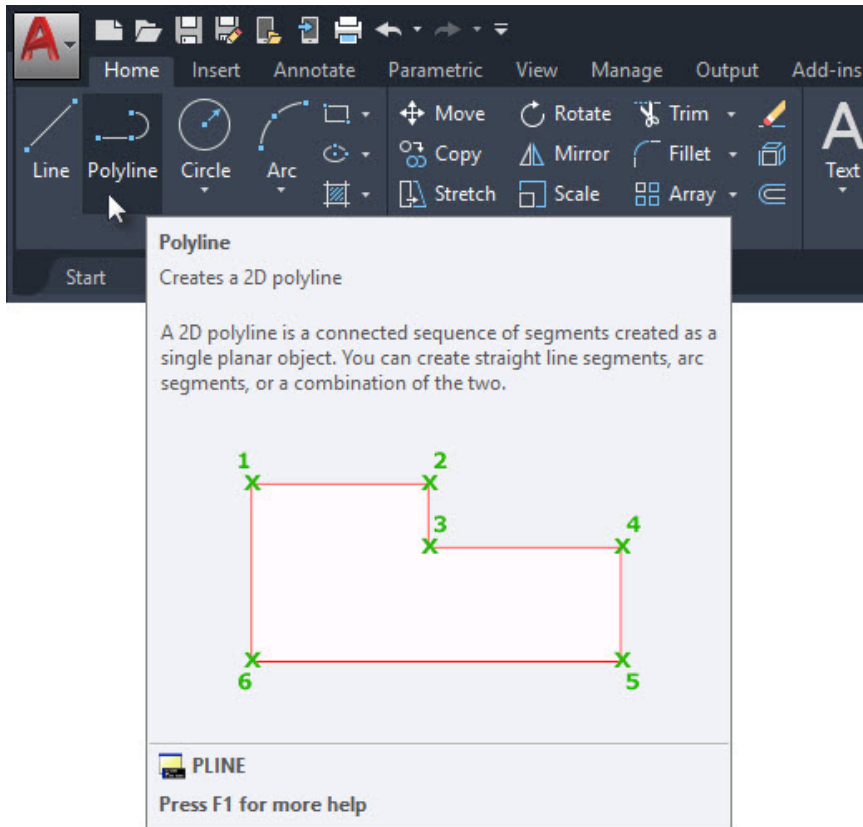 A
Home Insert Annotate Parametric View Manage Output Add-ins
Move Rotate Trim
Line Polyline Circle Arc Copy Mirror Fillet A Text
Stretch Scale Array
Start
Polyline
Creates a 2D polyline
A 2D polyline is a connected sequence of segments created as a
single planar object. You can create straight line segments, arc
segments, or a combination of the two.
1 2
3 4
6 5
PLINE
Press F1 for more help